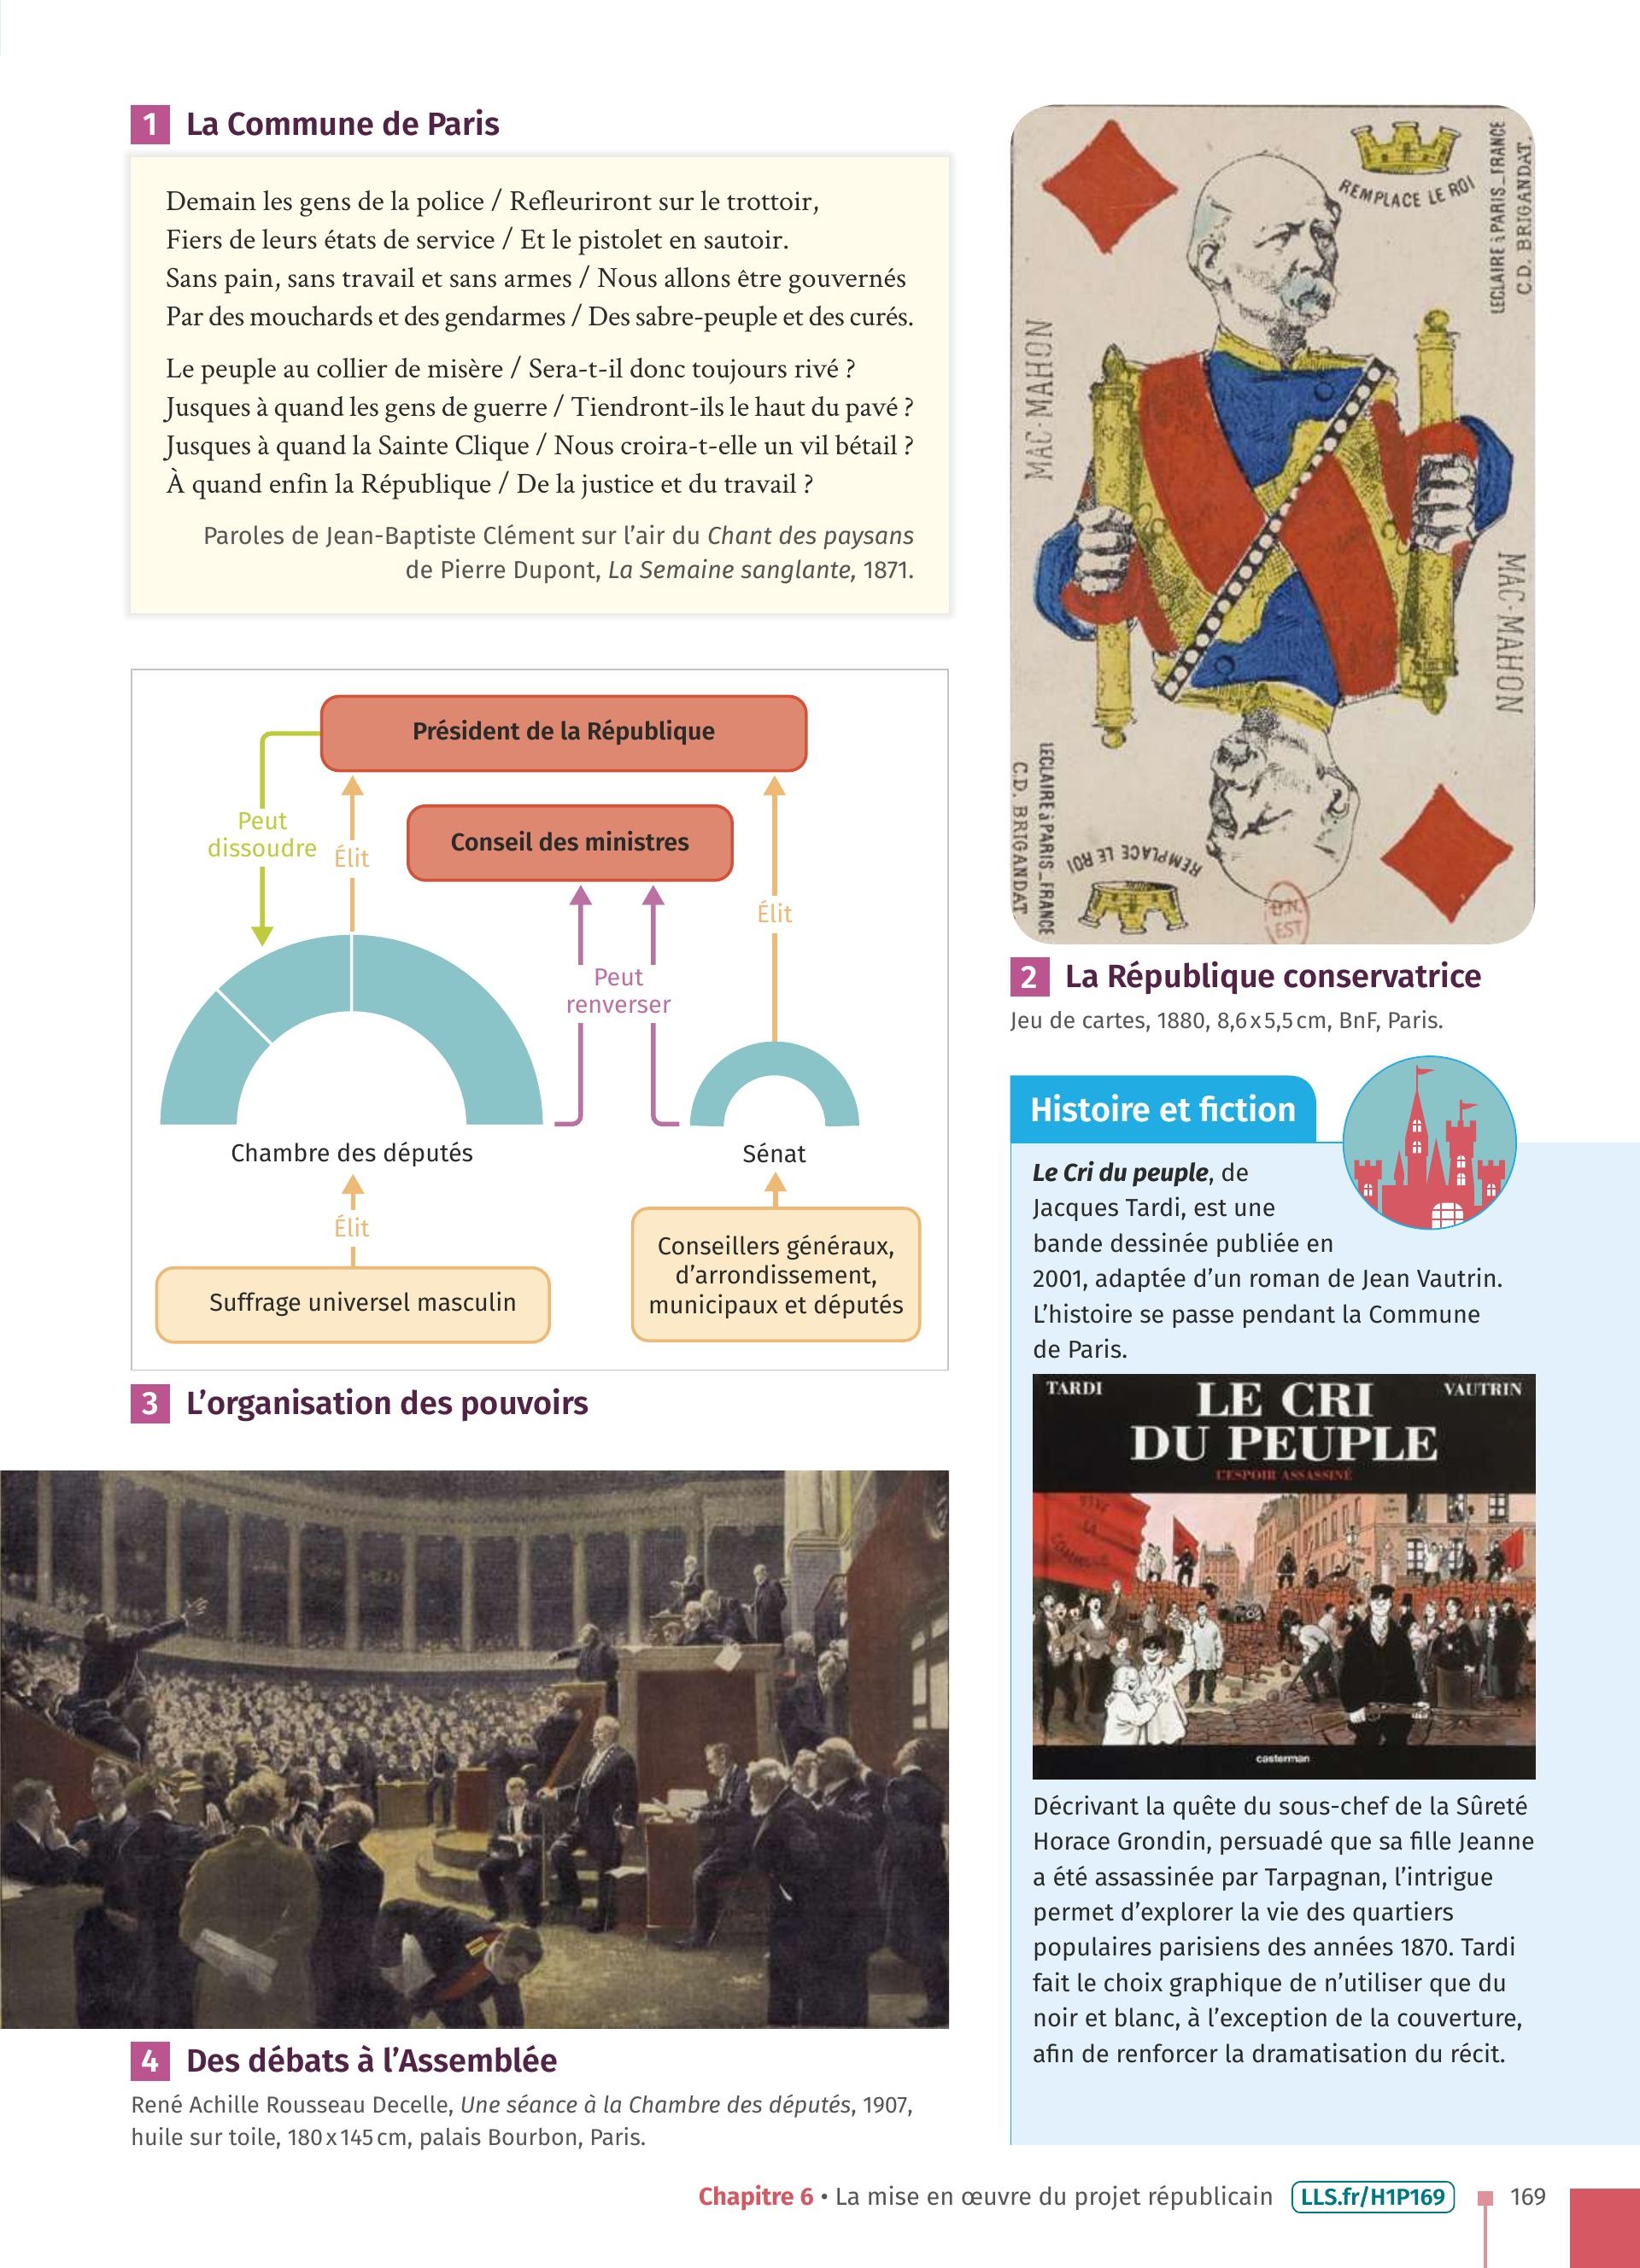 1 La Commune de Paris
Demain les gens de la police / Refleuriront sur le trottoir,
Fiers de leurs états de service / Et le pistolet en sautoir.
Sans pain, sans travail et sans armes / Nous allons être gouvernés
Par des mouchards et des gendarmes / Des sabre-peuple et des curés.
Le peuple au collier de misère / Sera-t-il donc toujours rivé ?
Jusques à quand les gens de guerre / Tiendront-ils le haut du pavé ?
Jusques à quand la Sainte Clique / Nous croira-t-elle un vil bétail ?
À quand enfin la République / De la justice et du travail ?
Paroles de Jean-Baptiste Clément sur l’air du Chant des paysans
de Pierre Dupont, La Semaine sanglante, 1871.
Président de la République
Peut
dissoudre
Élit
Conseil des ministres
Élit
Peut
renverser
Chambre des députés
Sénat
Élit
Suffrage universel masculin
Conseillers généraux,
d’arrondissement,
municipaux et députés
3 L’organisation des pouvoirs
4 Des débats à l’Assemblée
René Achille Rousseau Decelle, Une séance à la Chambre des députés, 1907,
huile sur toile, 180 x 145 cm, palais Bourbon, Paris.
REMPLACE LE ROI
LECLAIRE à PARIS_FRANCE
C.D. BRIGANDAT.
MAC-MAHON
MAC-MAHON
LECLAIRE à PARIS_FRANCE
C.D. BRIGANDAT
REMPLACE LE ROI
B.N.
EST
2 La République conservatrice
Jeu de cartes, 1880, 8,6 x 5,5 cm, BnF, Paris.
Histoire et fiction
Le Cri du peuple, de
Jacques Tardi, est une
bande dessinée publiée en
2001, adaptée d’un roman de Jean Vautrin.
L’histoire se passe pendant la Commune
de Paris.
TARDI
LE CRI
DU PEUPLE
VAUTRIN
L'ESPOIR ASSASSINÉ
VIVE
LA
COMMUNE
casterman
Décrivant la quête du sous-chef de la Sûreté
Horace Grondin, persuadé que sa fille Jeanne
a été assassinée par Tarpagnan, l’intrigue
permet d’explorer la vie des quartiers
populaires parisiens des années 1870. Tardi
fait le choix graphique de n’utiliser que du
noir et blanc, à l’exception de la couverture,
afin de renforcer la dramatisation du récit.
Chapitre 6 • La mise en œuvre du projet républicain LLS.fr/H1P169 169